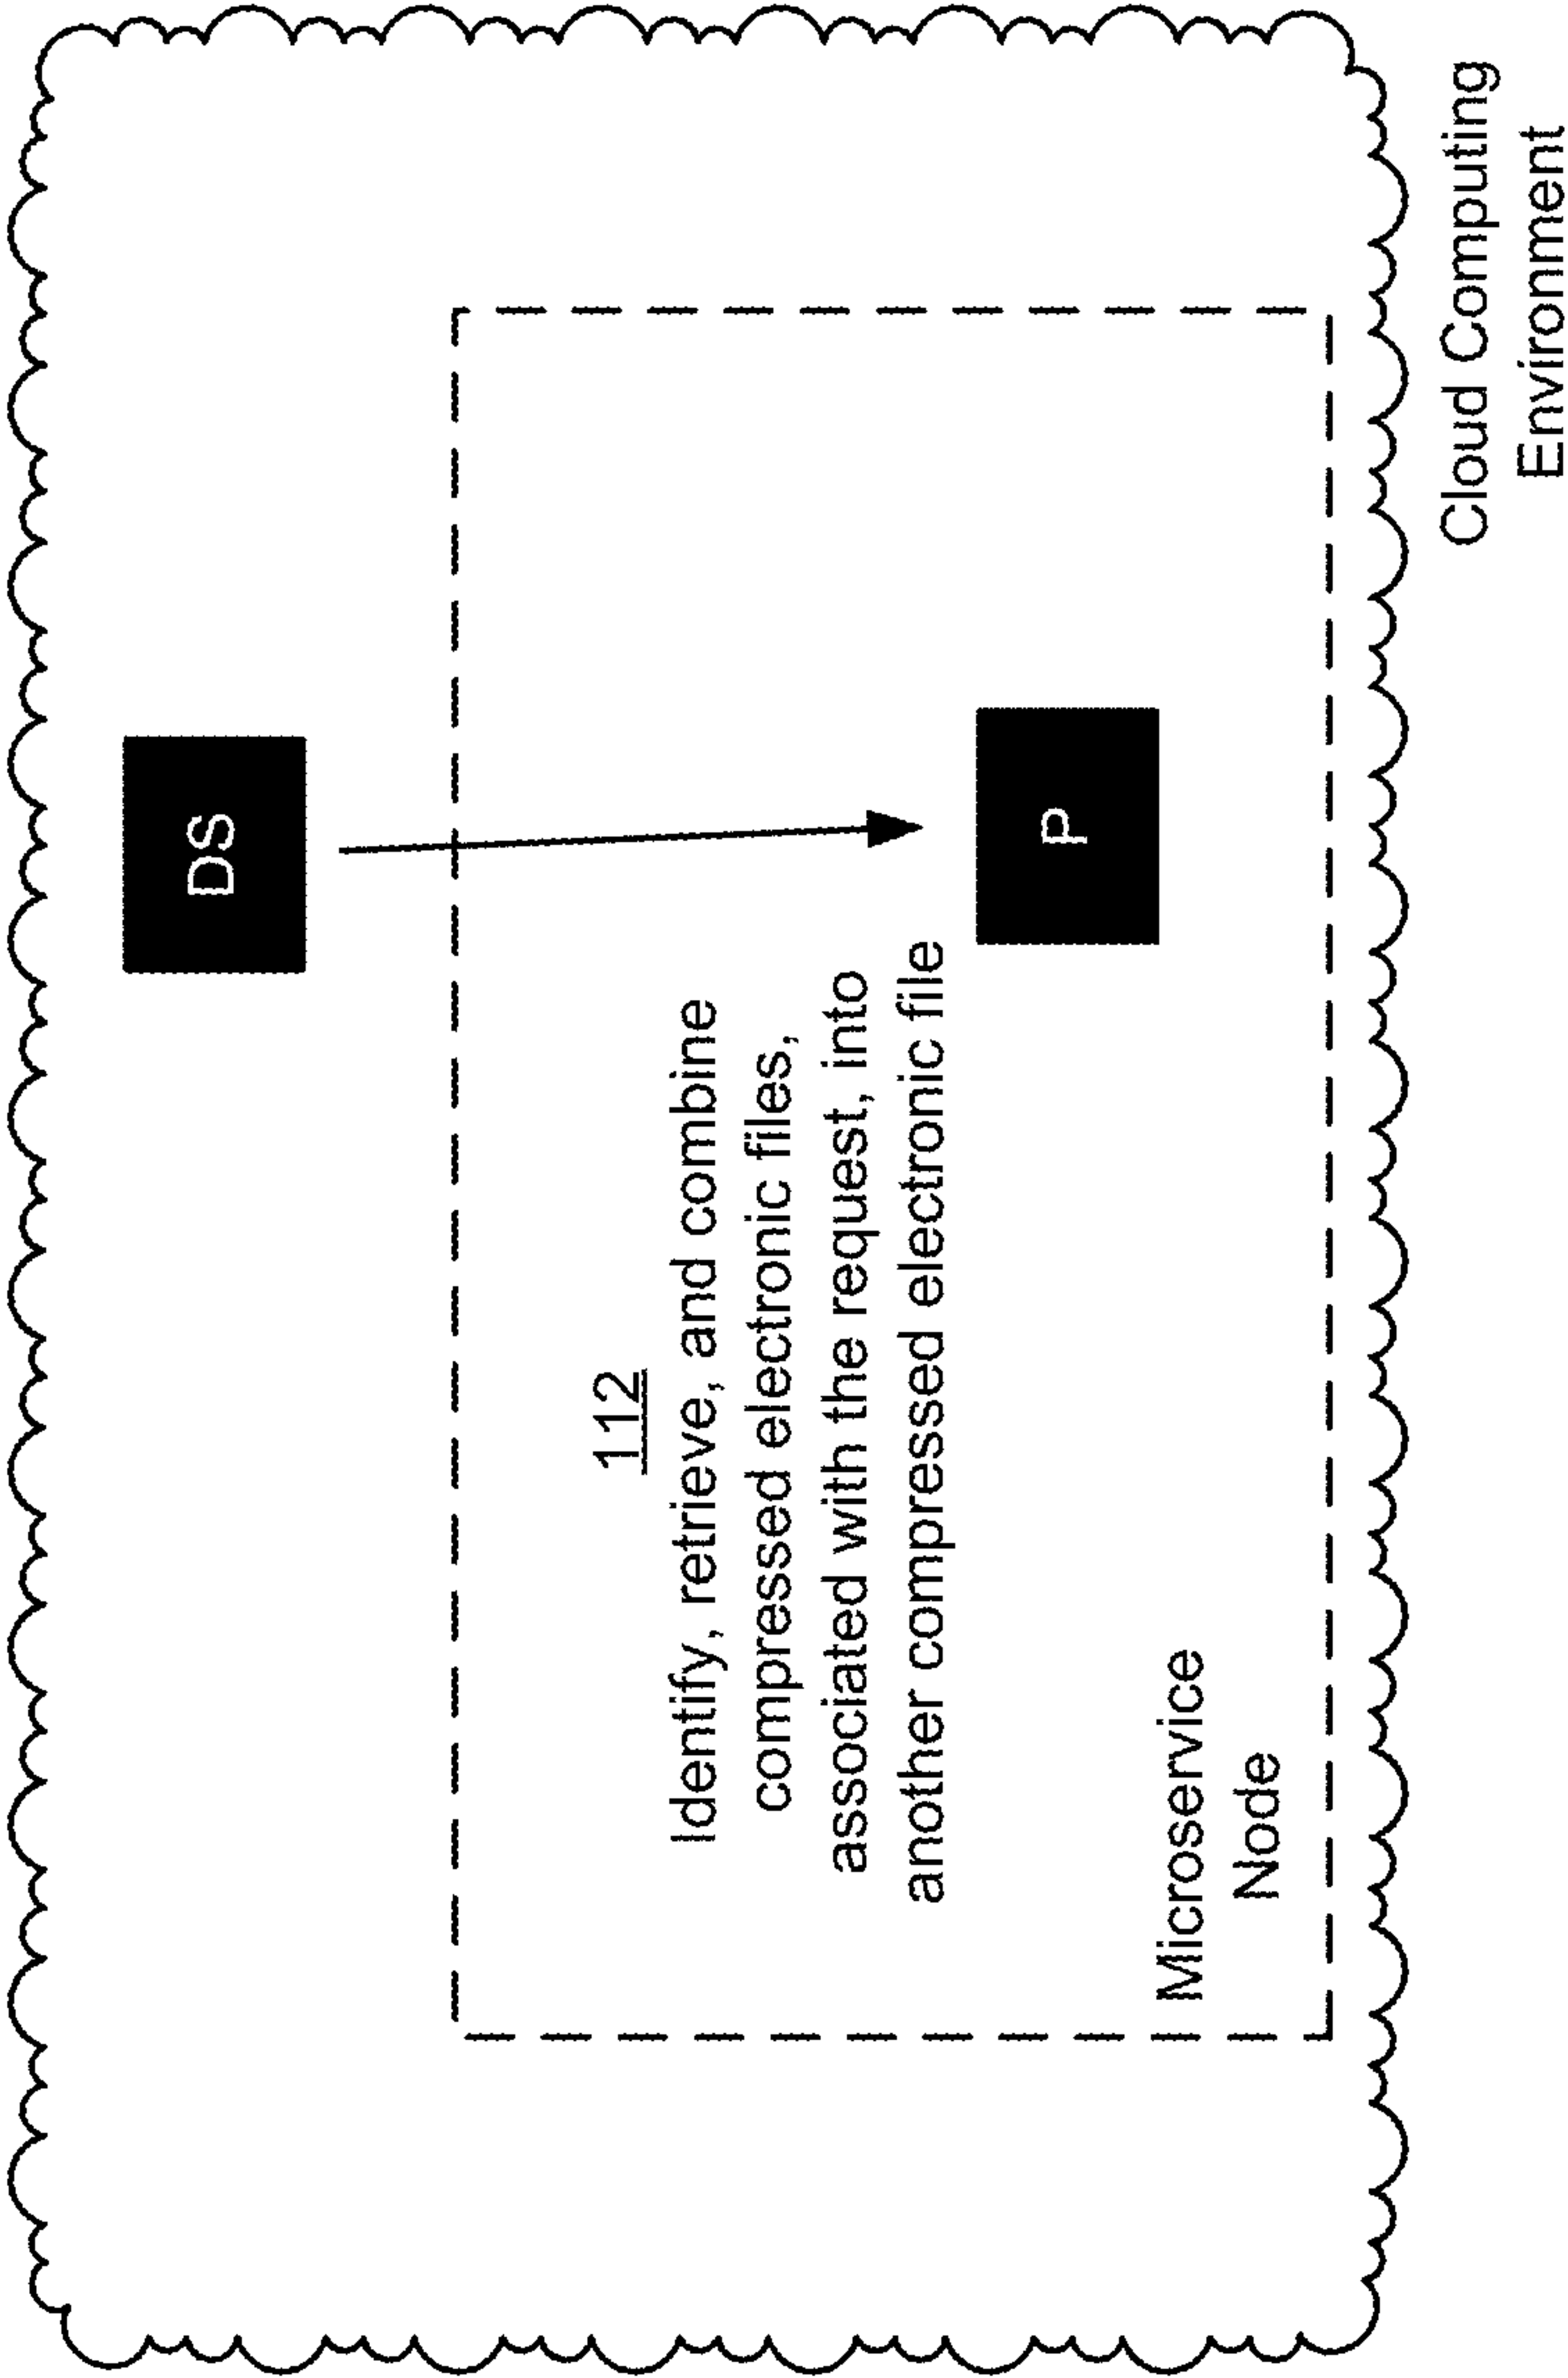 DS
112
Identify, retrieve, and combine
compressed electronic files,
associated with the request, into
another compressed electronic file
P
Microservice
Node
Cloud Computing
Environment